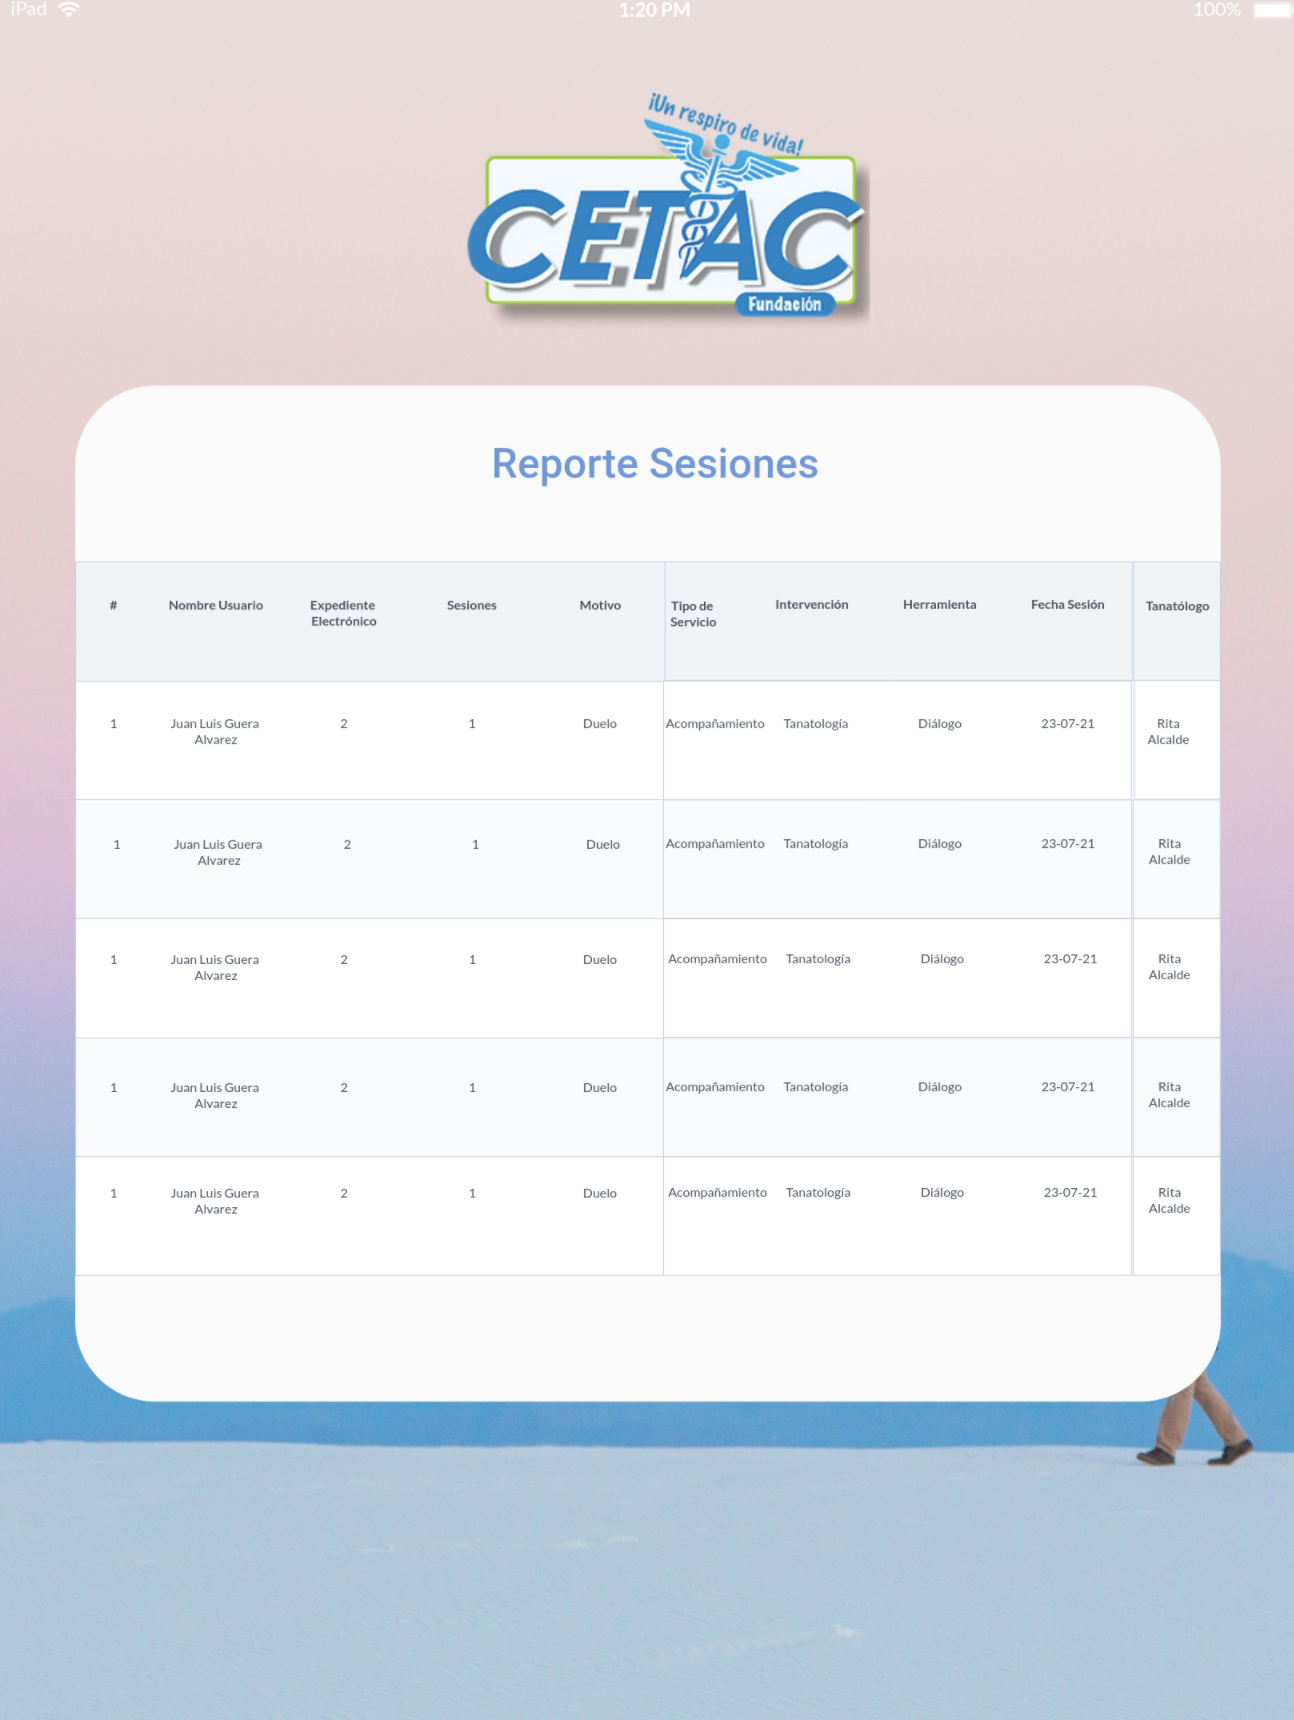 iPad
1:20 PM
100%
¡Un respiro de vida!
CETAC
Fundación
Reporte Sesiones
# Nombre Usuario Expediente Electrónico Sesiones Motivo Tipo de Servicio Intervención Herramienta Fecha Sesión Tanatólogo
1 Juan Luis Guera Alvarez 2 1 Duelo Acompañamiento Tanatología Diálogo 23-07-21 Rita Alcalde
1 Juan Luis Guera Alvarez 2 1 Duelo Acompañamiento Tanatología Diálogo 23-07-21 Rita Alcalde
1 Juan Luis Guera Alvarez 2 1 Duelo Acompañamiento Tanatología Diálogo 23-07-21 Rita Alcalde
1 Juan Luis Guera Alvarez 2 1 Duelo Acompañamiento Tanatología Diálogo 23-07-21 Rita Alcalde
1 Juan Luis Guera Alvarez 2 1 Duelo Acompañamiento Tanatología Diálogo 23-07-21 Rita Alcalde